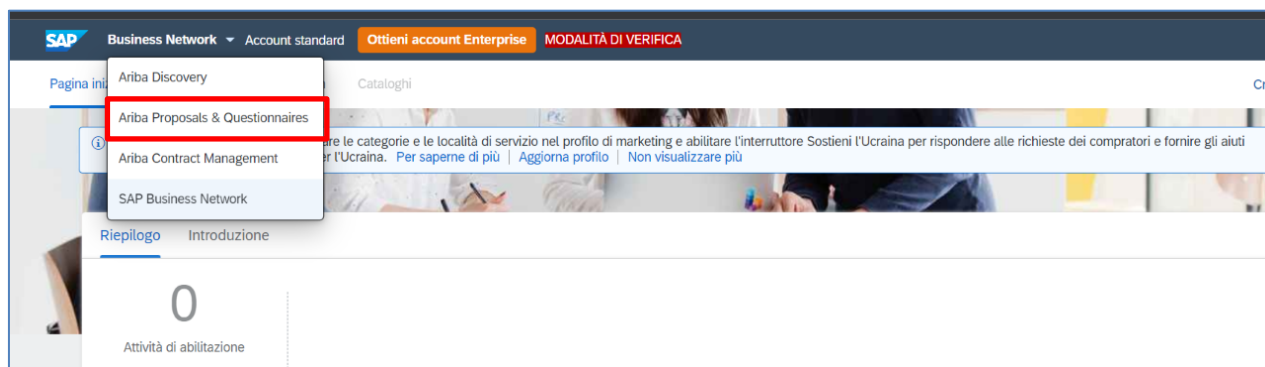 SAP Business Network Account standard Ottieni account Enterprise MODALITÀ DI VERIFICA
Pagina Cataloghi
Ariba Discovery
Ariba Proposals & Questionnaires
Ariba Contract Management
SAP Business Network
le categorie e le località di servizio nel profilo di marketing e abilitare l'interruttore Sostieni l'Ucraina per rispondere alle richieste dei compratori e fornire gli aiuti
l'Ucraina. Per saperne di più | Aggiorna profilo | Non visualizzare più
Riepilogo Introduzione
0
Attività di abilitazione